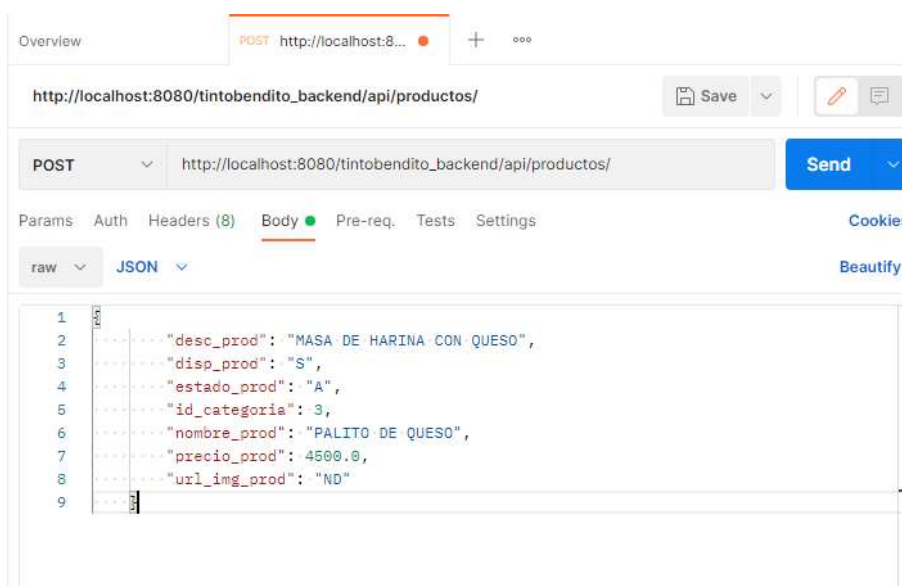 Overview POST http://localhost:8... + ooo
http://localhost:8080/tintobendito_backend/api/productos/ Save
POST http://localhost:8080/tintobendito_backend/api/productos/ Send
Params Auth Headers (8) Body Pre-req. Tests Settings Cookies
raw JSON Beautify
1 {
2 "desc_prod": "MASA DE HARINA CON QUESO",
3 "disp_prod": "S",
4 "estado_prod": "A",
5 "id_categoria": 3,
6 "nombre_prod": "PALITO DE QUESO",
7 "precio_prod": 4500.0,
8 "url_img_prod": "ND"
9 }